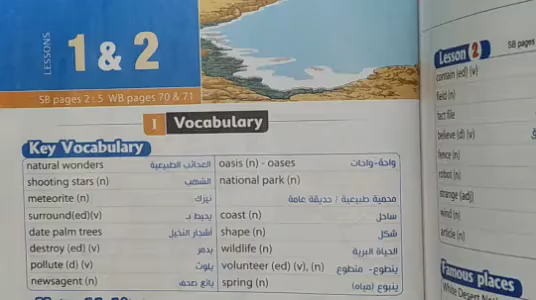 LESSONS
1 & 2
SB pages 2 : 5 WB pages 70 & 71
I Vocabulary
Key Vocabulary
natural wonders العجائب الطبيعية oasis (n) - oases واحة-واحات
shooting stars (n) الشهب national park (n)
meteorite (n) نيزك محمية طبيعية / حديقة عامة
surround(ed)(v) يحيط بـ coast (n) ساحل
date palm trees أشجار النخيل shape (n) شكل
destroy (ed) (v) يدمر wildlife (n) الحياة البرية
pollute (d) (v) يلوث volunteer (ed) (v), (n) يتطوع - متطوع
newsagent (n) بائع صحف spring (n) ينبوع (مياه)
SB pages
Lesson 2
contain (ed) (v)
field (n)
fact file
believe (d) (v)
fence (n)
robot (n)
strange (adj)
wind (n)
article (n)
Famous places
White Desert